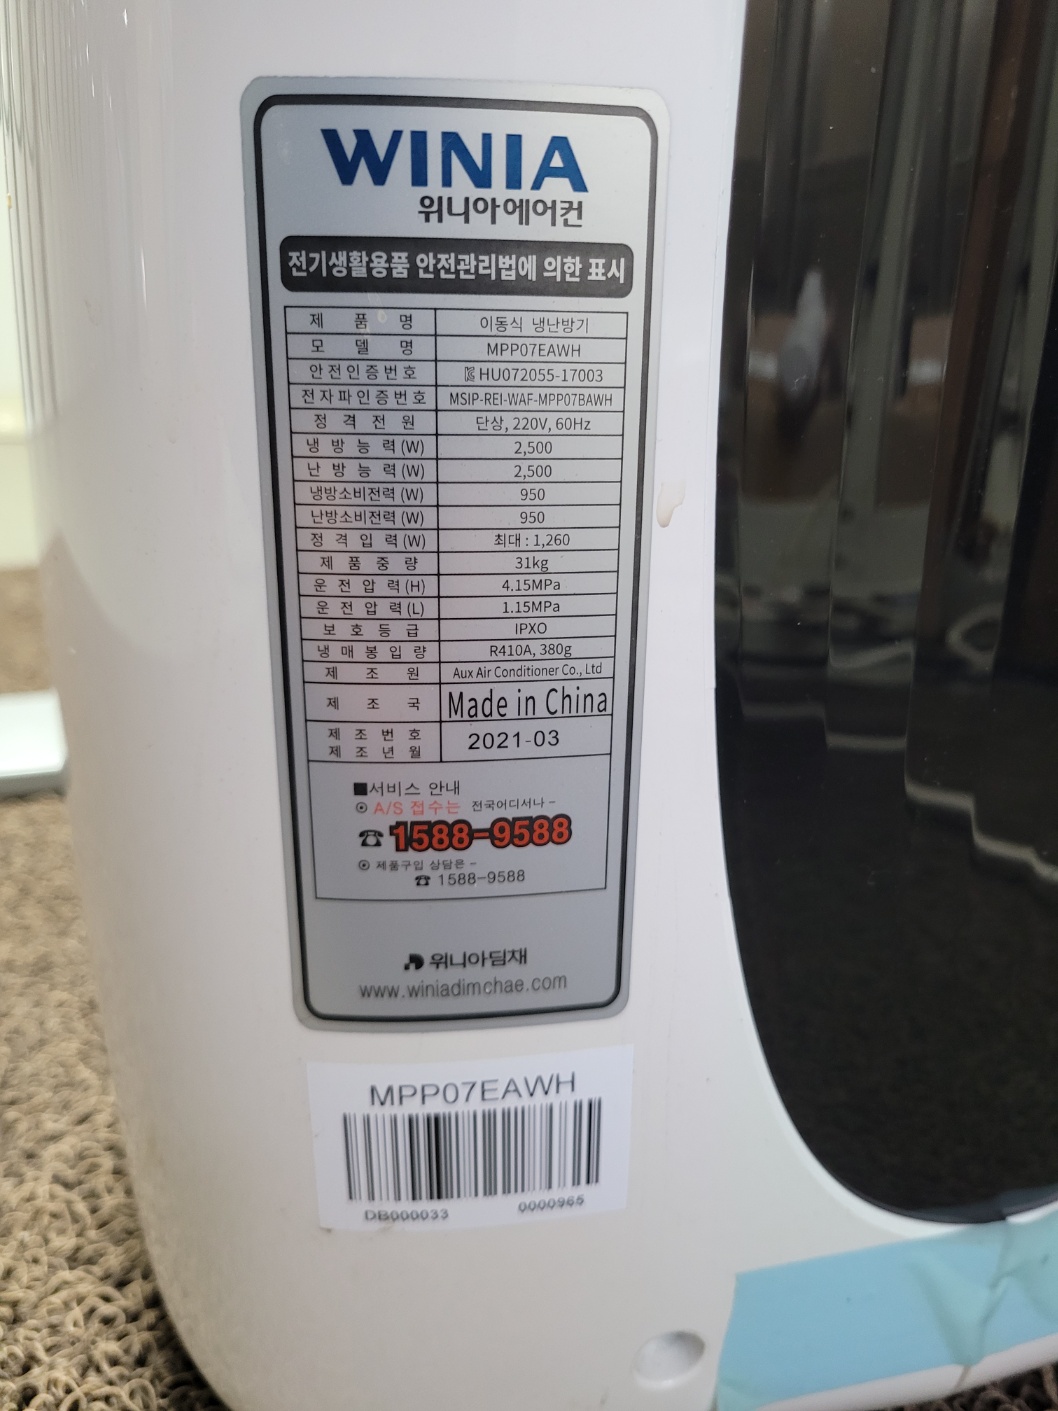 WINIA
위니아에어컨
전기생활용품 안전관리법에 의한 표시
제 품 명 이동식 냉난방기
모 델 명 MPP07EAWH
안전인증번호 HU072055-17003
전자파인증번호 MSIP-REI-WAF-MPP07BAWH
정 격 전 원 단상, 220V, 60Hz
냉 방 능 력 (W) 2,500
난 방 능 력 (W) 2,500
냉방소비전력 (W) 950
난방소비전력 (W) 950
정 격 입 력 (W) 최대 : 1,260
제 품 중 량 31kg
운 전 압 력 (H) 4.15MPa
운 전 압 력 (L) 1.15MPa
보 호 등 급 IPXO
냉 매 봉 입 량 R410A, 380g
제 조 원 Aux Air Conditioner Co., Ltd
제 조 국 Made in China
제 조 번 호
제 조 년 월 2021-03
■서비스 안내
⊙ A/S 접수는 전국어디서나 -
☎ 1588-9588
⊙ 제품구입 상담은 -
☎ 1588-9588
위니아딤채
www.winiadimchae.com
MPP07EAWH
DB000033 0000965